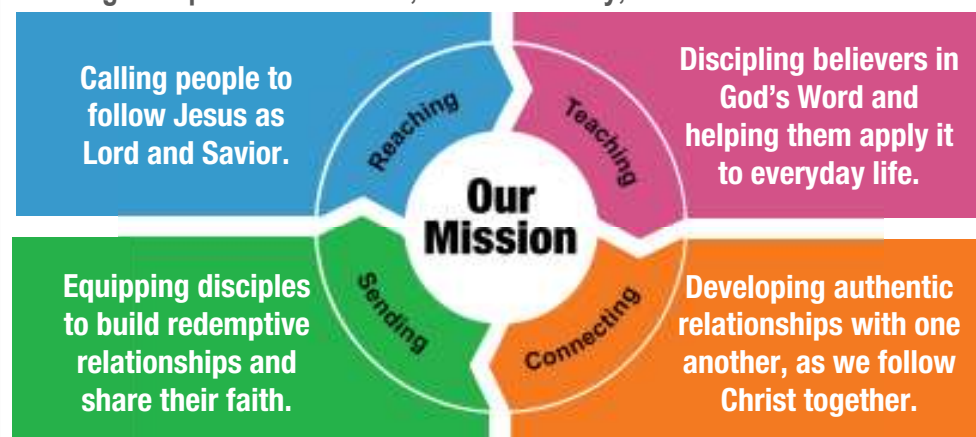 Calling people to
follow Jesus as
Lord and Savior.
Reaching
Teaching
Discipling believers in
God's Word and
helping them apply it
to everyday life.
Our
Mission
Equipping disciples
to build redemptive
relationships and
share their faith.
Sending
Connecting
Developing authentic
relationships with one
another, as we follow
Christ together.